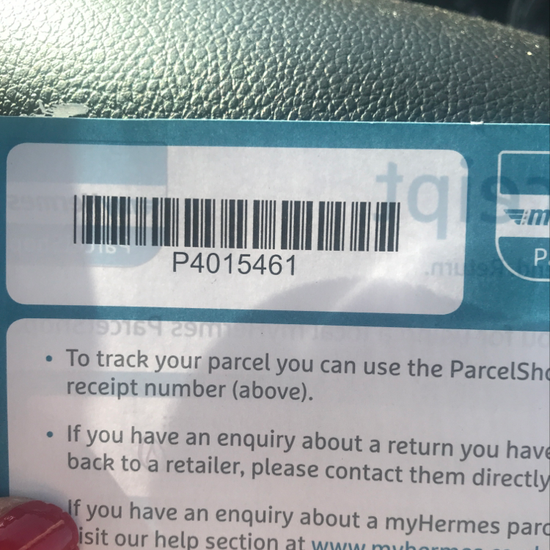 P4015461
m
P
• To track your parcel you can use the ParcelSho
receipt number (above).
• If you have an enquiry about a return you have
back to a retailer, please contact them directly
If you have an enquiry about a myHermes parc
isit our help section at www.myhermes